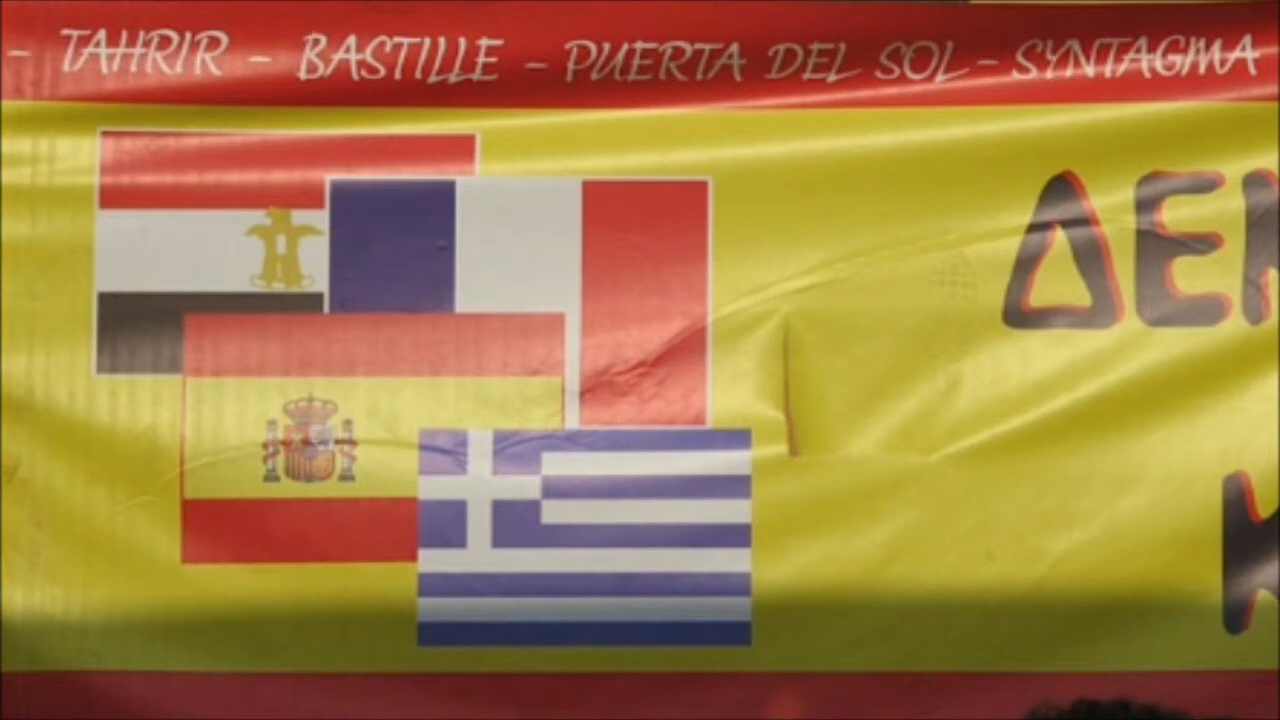 - TAHRIR - BASTILLE - PUERTA DEL SOL - SYNTAGMA